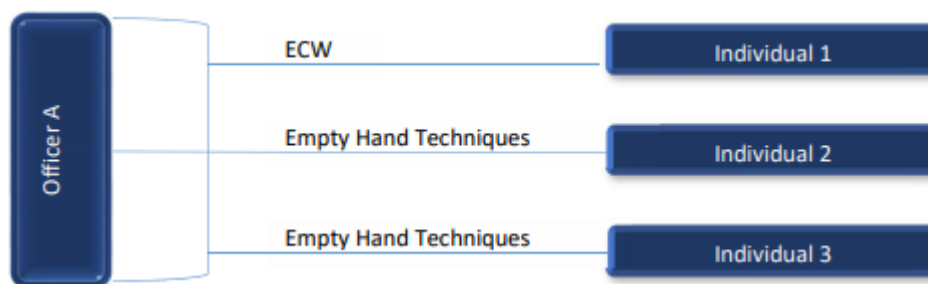 Officer A
ECW
Individual 1
Empty Hand Techniques
Individual 2
Empty Hand Techniques
Individual 3